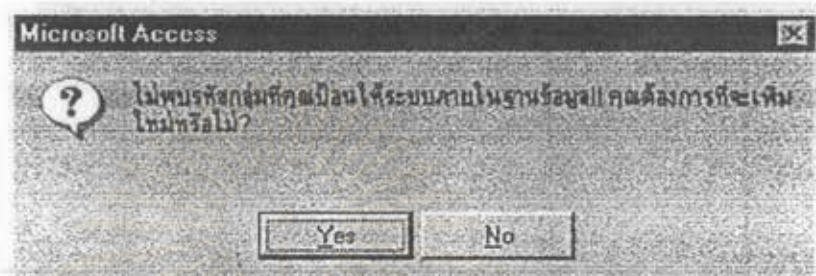 Microsoft Access
ไม่พบรหัสกลุ่มที่คุณป้อนให้ระบบภายในฐานข้อมูล!! คุณต้องการที่จะเพิ่ม
ใหม่หรือไม่?
Yes
No